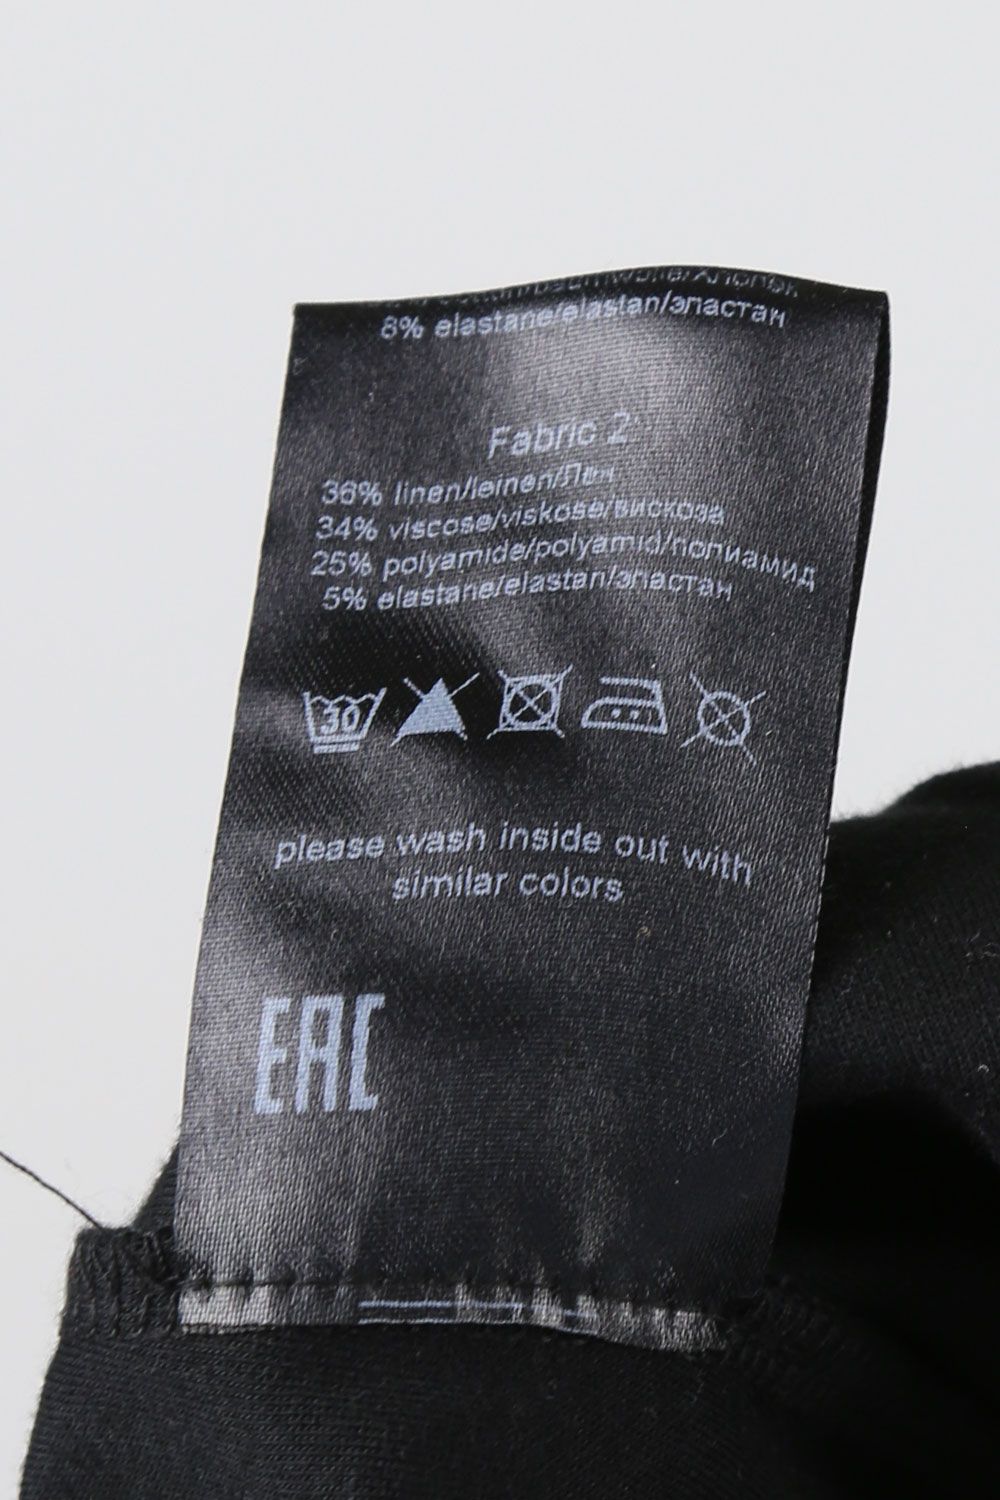 8% elastane/elastan/эластан
Fabric 2
36% linen/leinen/Лён
34% viscose/viskose/вискоза
25% polyamide/polyamid/полиамид
5% elastane/elastan/эластан
30
please wash inside out with
similar colors
EAC